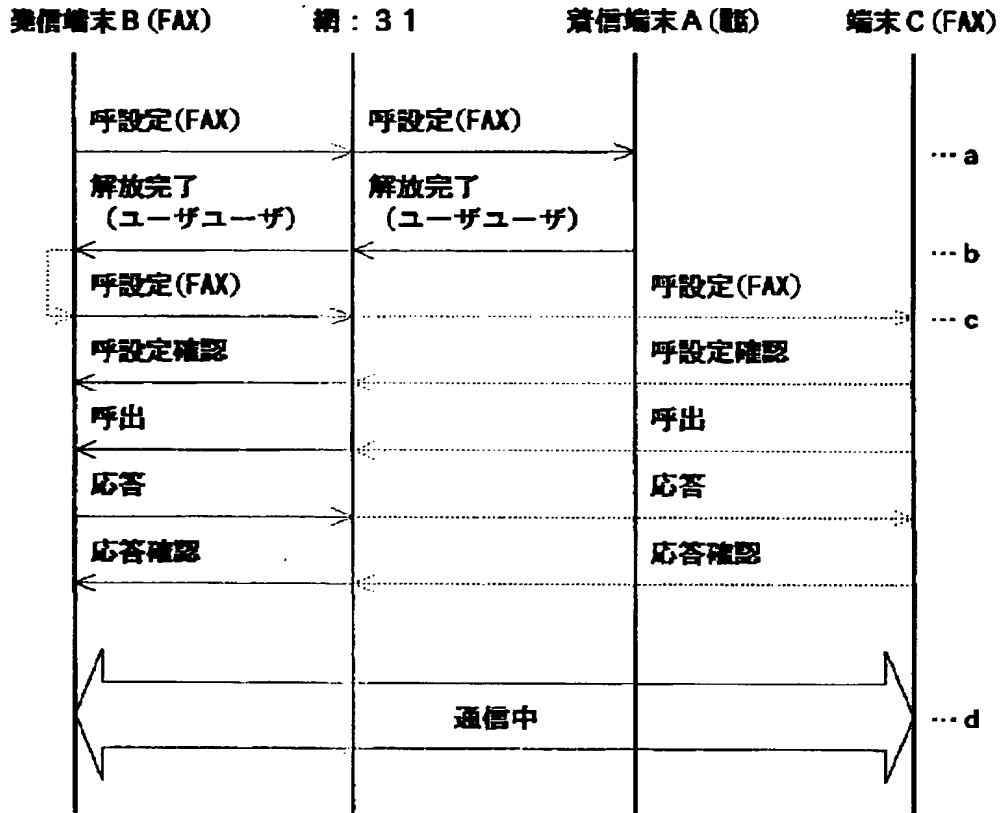 発信端末B(FAX) 網：31 着信端末A(電話) 端末C(FAX)
呼設定(FAX) 呼設定(FAX)
…a
解放完了 解放完了
(ユーザユーザ) (ユーザユーザ)
…b
呼設定(FAX) 呼設定(FAX)
…c
呼設定確認 呼設定確認
呼出 呼出
応答 応答
応答確認 応答確認
通信中 …d